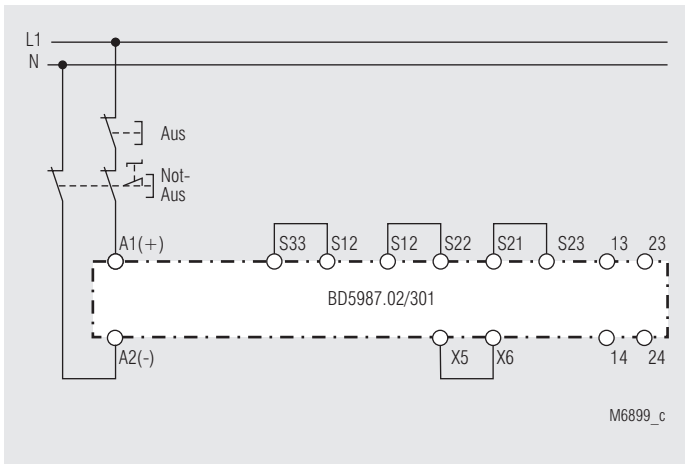 L1
N
Aus
Not-
Aus
A1(+) S33 S12 S12 S22 S21 S23 13 23
BD5987.02/301
A2(-) X5 X6 14 24
M6899_c